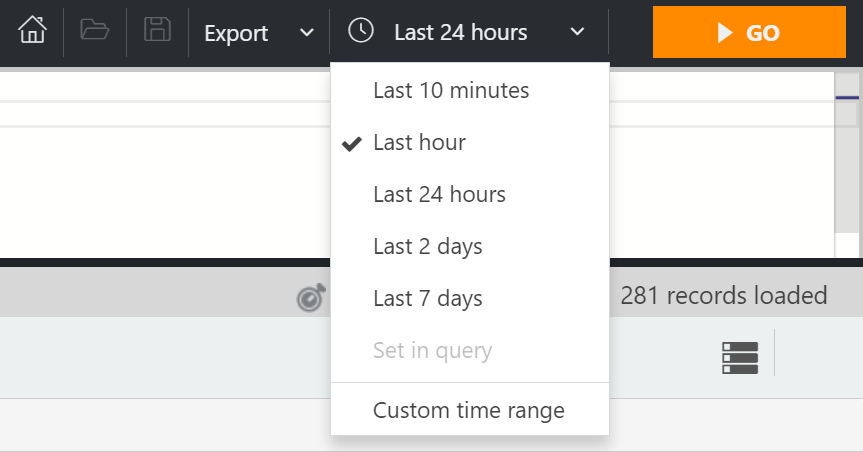 Export
Last 24 hours
GO
Last 10 minutes
Last hour
Last 24 hours
Last 2 days
Last 7 days
Set in query
Custom time range
281 records loaded